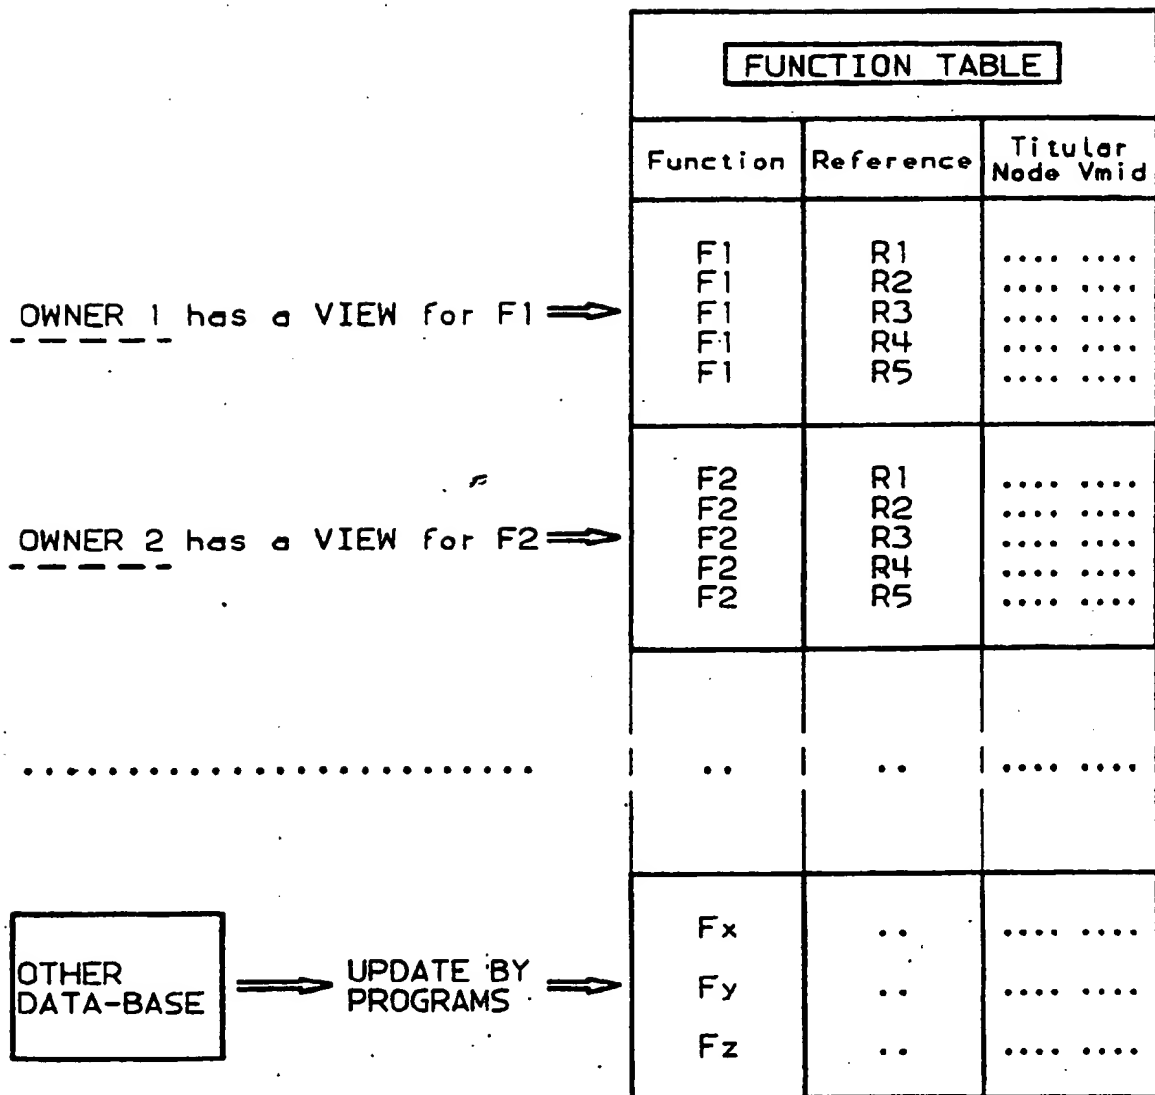 FUNCTION TABLE
Function Reference Titular Node Vmid
F1 R1 .... ....
F1 R2 .... ....
OWNER 1 has a VIEW for F1 F1 R3 .... ....
F1 R4 .... ....
F1 R5 .... ....
F2 R1 .... ....
F2 R2 .... ....
OWNER 2 has a VIEW for F2 F2 R3 .... ....
F2 R4 .... ....
F2 R5 .... ....
......................... .. .. .... ....
Fx .. .... ....
OTHER DATA-BASE UPDATE BY PROGRAMS Fy .. .... ....
Fz .. .... ....